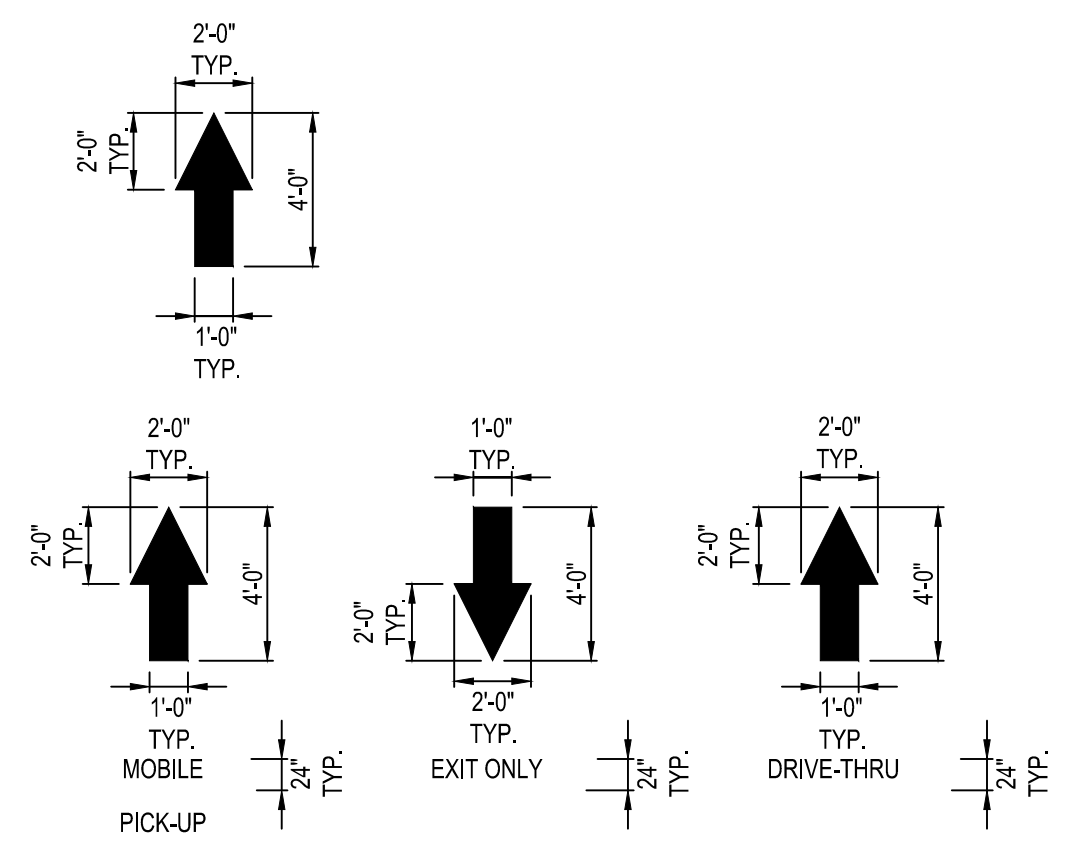 2'-0"
TYP.
2'-0"
TYP.
4'-0"
1'-0"
TYP.
2'-0"
TYP.
2'-0"
TYP.
4'-0"
1'-0"
TYP.
MOBILE
PICK-UP
24"
TYP.
1'-0"
TYP.
2'-0"
TYP.
4'-0"
2'-0"
TYP.
EXIT ONLY
24"
TYP.
2'-0"
TYP.
2'-0"
TYP.
4'-0"
1'-0"
TYP.
DRIVE-THRU
24"
TYP.